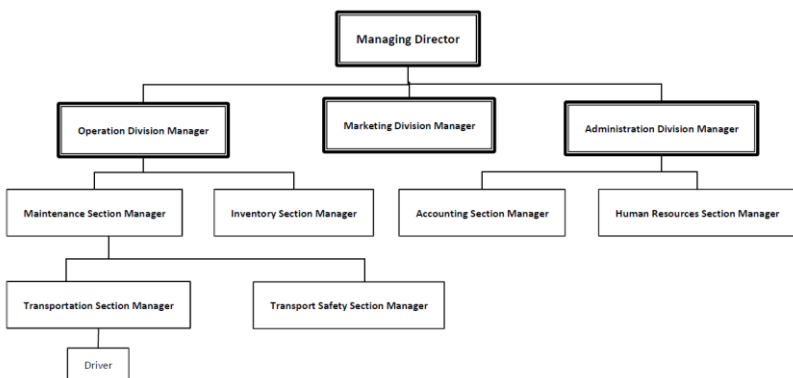 Managing Director
Operation Division Manager
Marketing Division Manager
Administration Division Manager
Maintenance Section Manager
Inventory Section Manager
Accounting Section Manager
Human Resources Section Manager
Transportation Section Manager
Transport Safety Section Manager
Driver